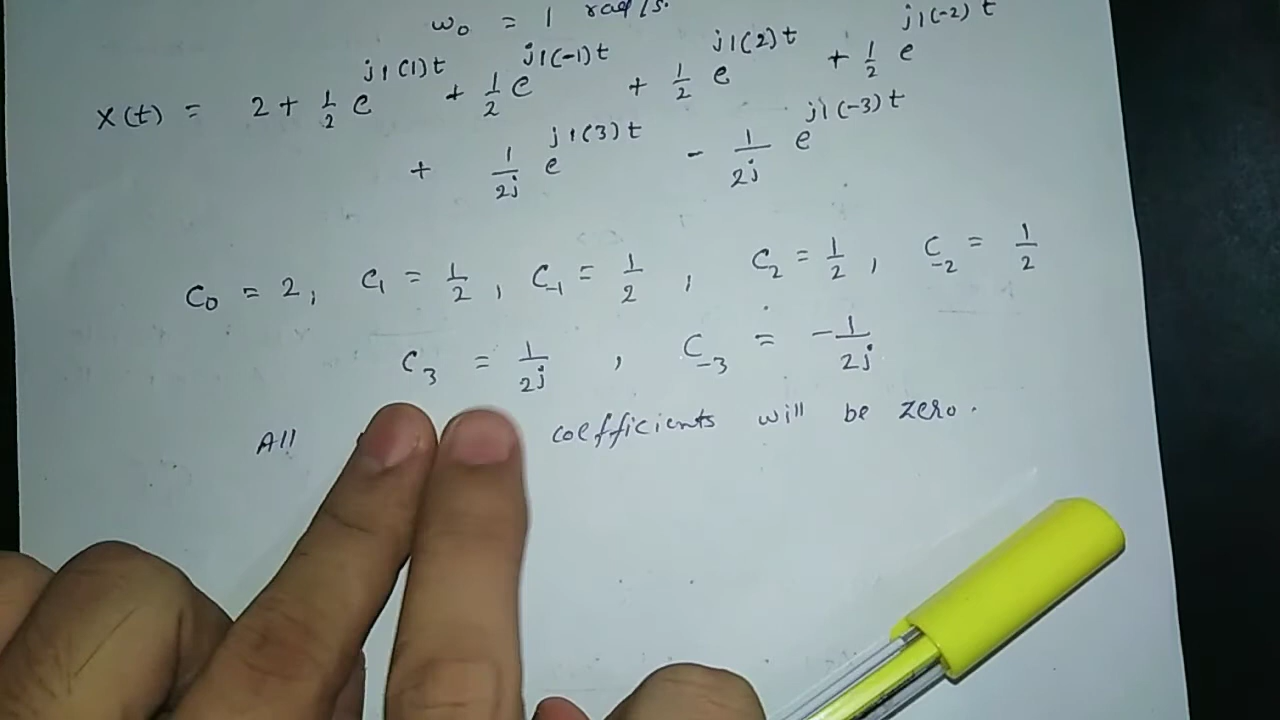 ω₀ = 1 rad/s.
x(t) = 2 + 1/2 e^{j1(1)t} + 1/2 e^{j1(-1)t} + 1/2 e^{j1(2)t} + 1/2 e^{j1(-2)t}
+ 1/2j e^{j1(3)t} - 1/2j e^{j1(-3)t}
C₀ = 2, C₁ = 1/2, C₋₁ = 1/2, C₂ = 1/2, C₋₂ = 1/2
C₃ = 1/2j, C₋₃ = -1/2j
All coefficients will be zero.